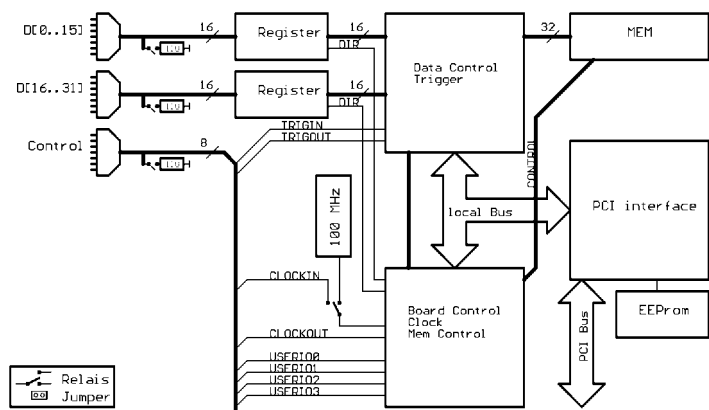 D[0..15]
16
Register
16
DIR
Data Control
Trigger
32
MEM
D[16..31]
16
Register
16
DIR
Control
8
TRIGIN
TRIGOUT
CONTROL
100 MHz
local Bus
PCI interface
CLOCKIN
CLOCKOUT
Board Control
Clock
Mem Control
EEProm
PCI Bus
USERIO0
USERIO1
USERIO2
USERIO3
Relais
Jumper